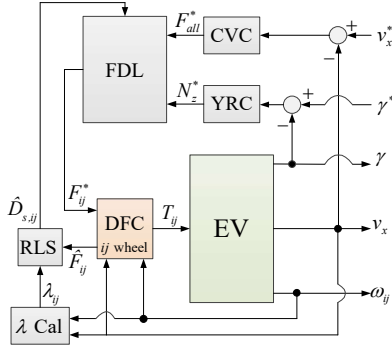 F*all
CVC
+
v*x
−
FDL
N*z
YRC
+
γ*
−
γ
F*ij
D̂s,ij
DFC
ij wheel
Tij
EV
vx
RLS
F̂ij
λij
ωij
λ Cal